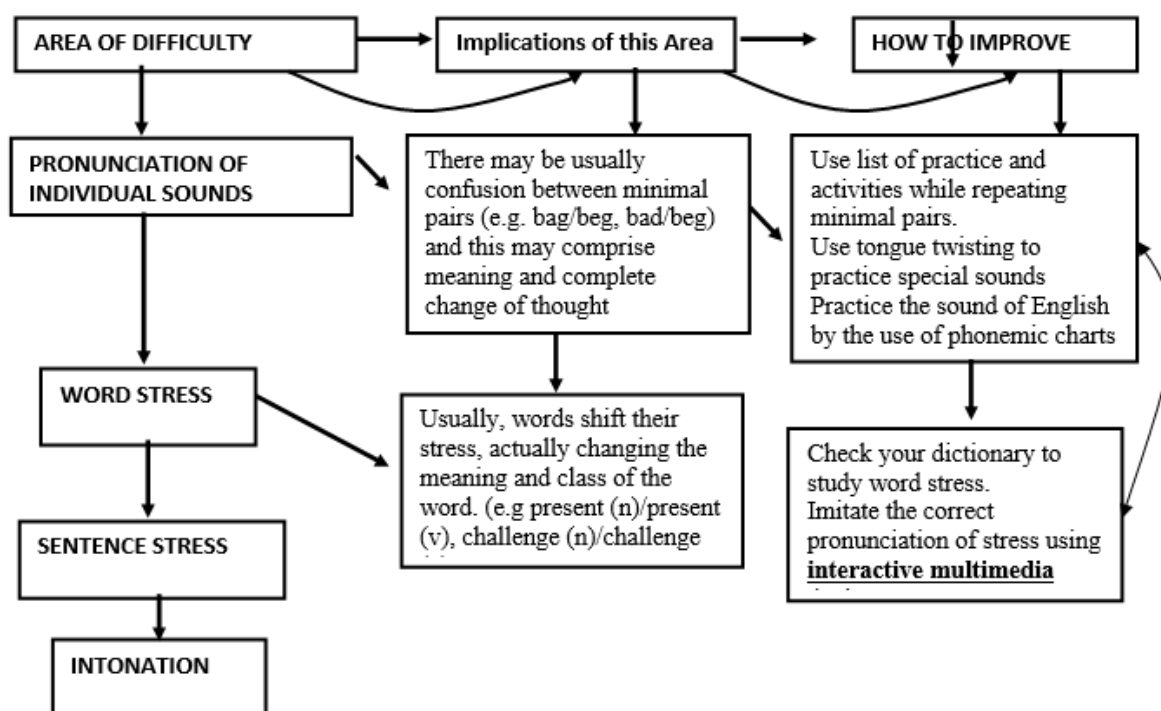 AREA OF DIFFICULTY
Implications of this Area
HOW TO IMPROVE
PRONUNCIATION OF
INDIVIDUAL SOUNDS
There may be usually
confusion between minimal
pairs (e.g. bag/beg, bad/beg)
and this may comprise
meaning and complete
change of thought
Use list of practice and
activities while repeating
minimal pairs.
Use tongue twisting to
practice special sounds
Practice the sound of English
by the use of phonemic charts
WORD STRESS
Usually, words shift their
stress, actually changing the
meaning and class of the
word. (e.g present (n)/present
(v), challenge (n)/challenge
Check your dictionary to
study word stress.
Imitate the correct
pronunciation of stress using
interactive multimedia
SENTENCE STRESS
INTONATION